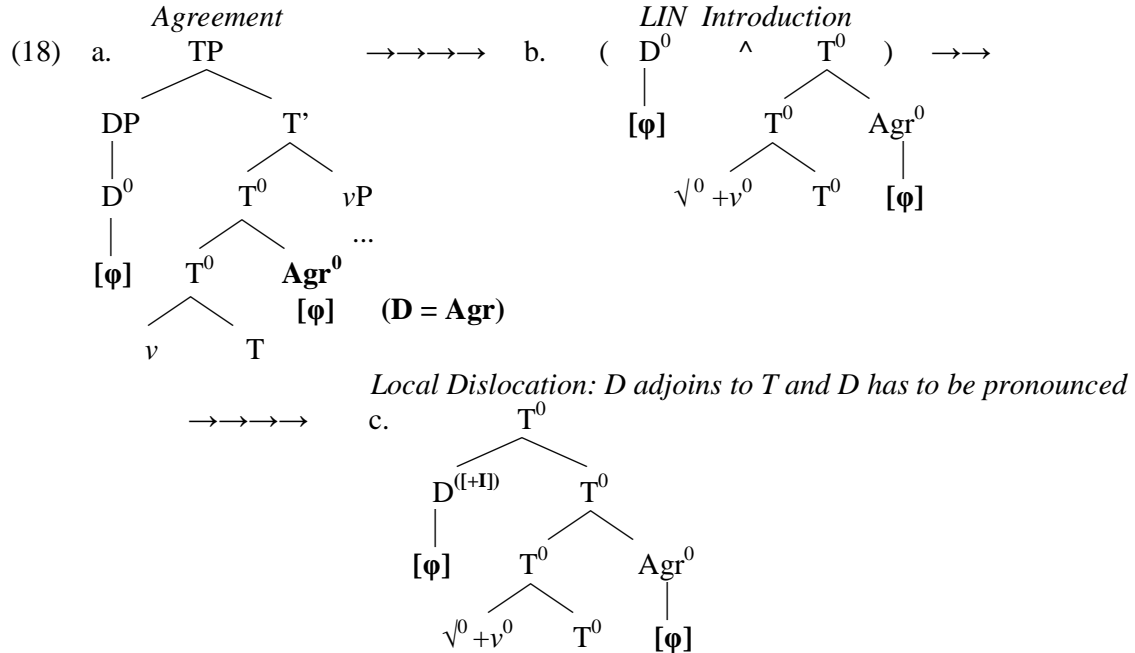 Agreement LIN Introduction
(18) a. TP →→→→ b. ( D⁰ ^ T⁰ ) →→
DP T’ [φ] T⁰ Agr⁰
D⁰ T⁰ vP √⁰ +v⁰ T⁰ [φ]
...
[φ] T⁰ Agr⁰
[φ] (D = Agr)
v T
Local Dislocation: D adjoins to T and D has to be pronounced
→→→→ c. T⁰
D⁽[+I]⁾ T⁰
[φ] T⁰ Agr⁰
√⁰ +v⁰ T⁰ [φ]